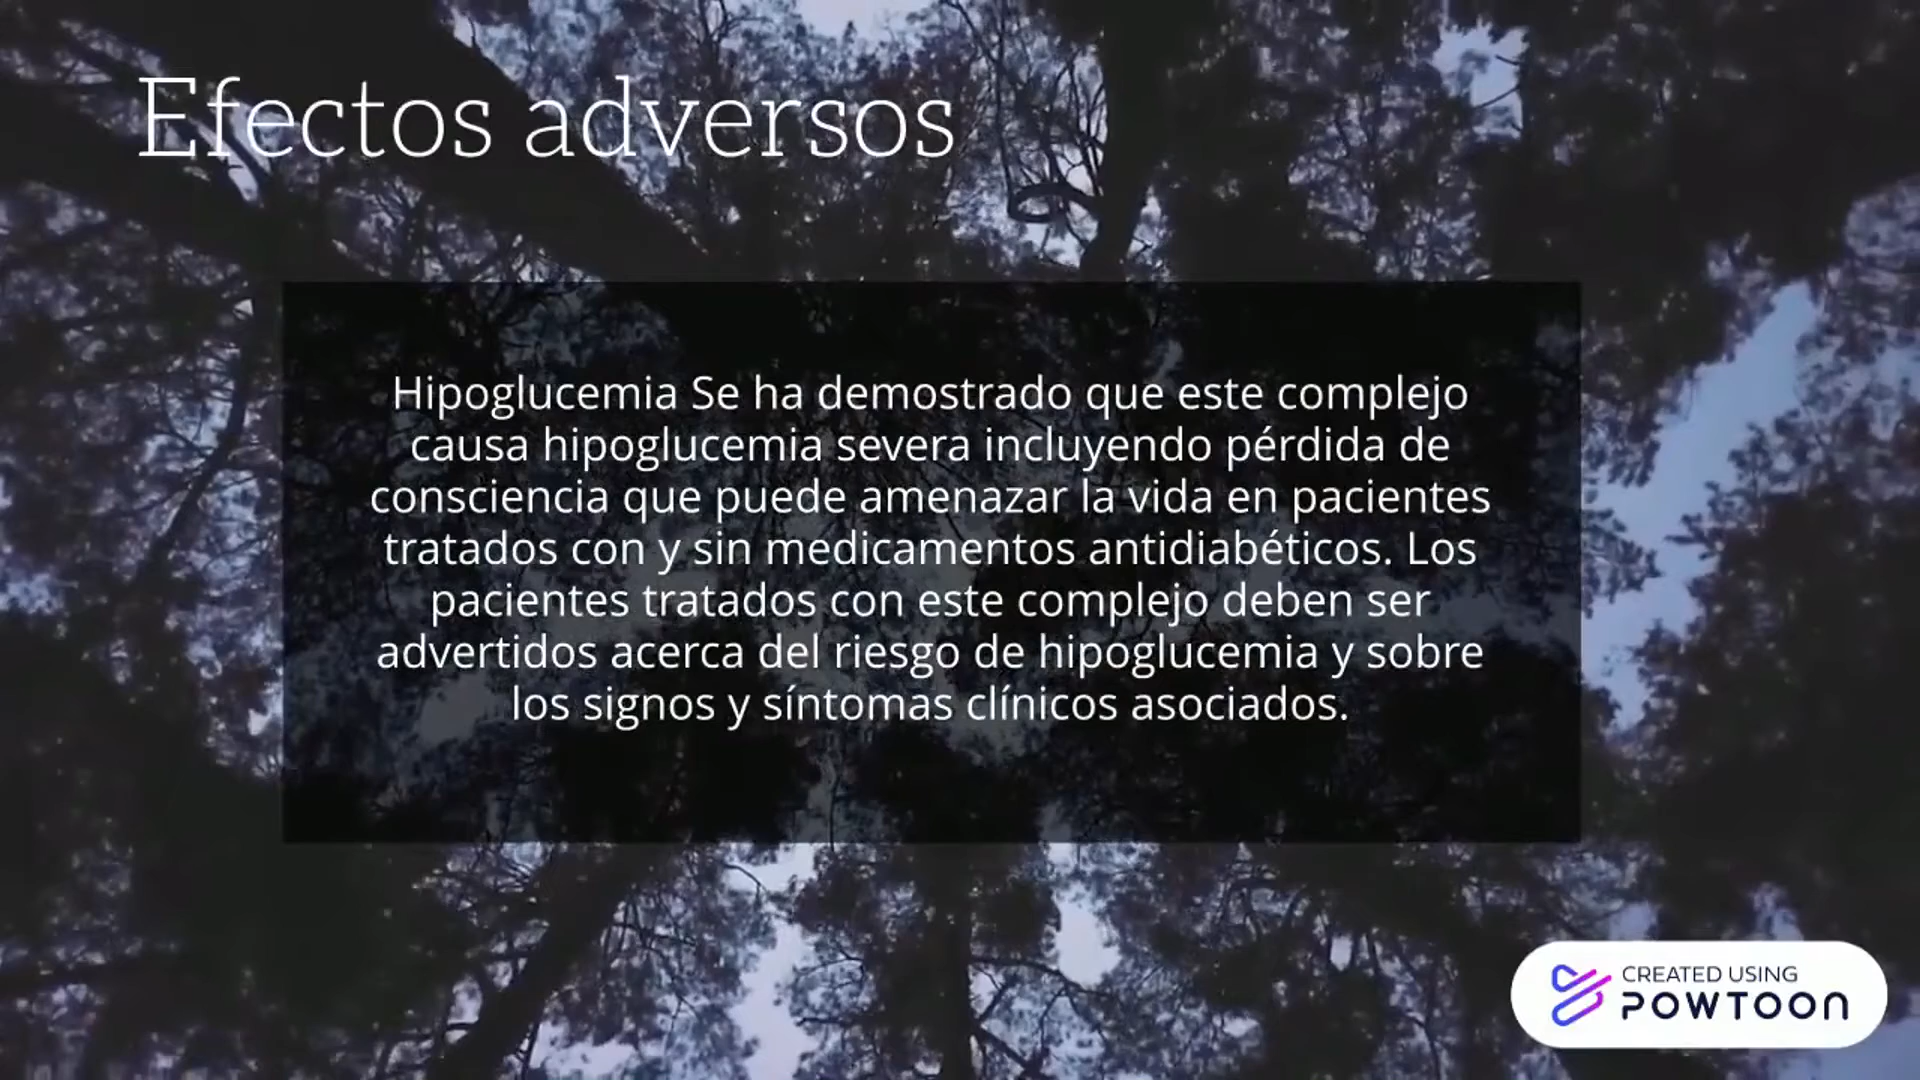 Efectos adversos
Hipoglucemia Se ha demostrado que este complejo
causa hipoglucemia severa incluyendo pérdida de
consciencia que puede amenazar la vida en pacientes
tratados con y sin medicamentos antidiabéticos. Los
pacientes tratados con este complejo deben ser
advertidos acerca del riesgo de hipoglucemia y sobre
los signos y síntomas clínicos asociados.
CREATED USING
POWTOON